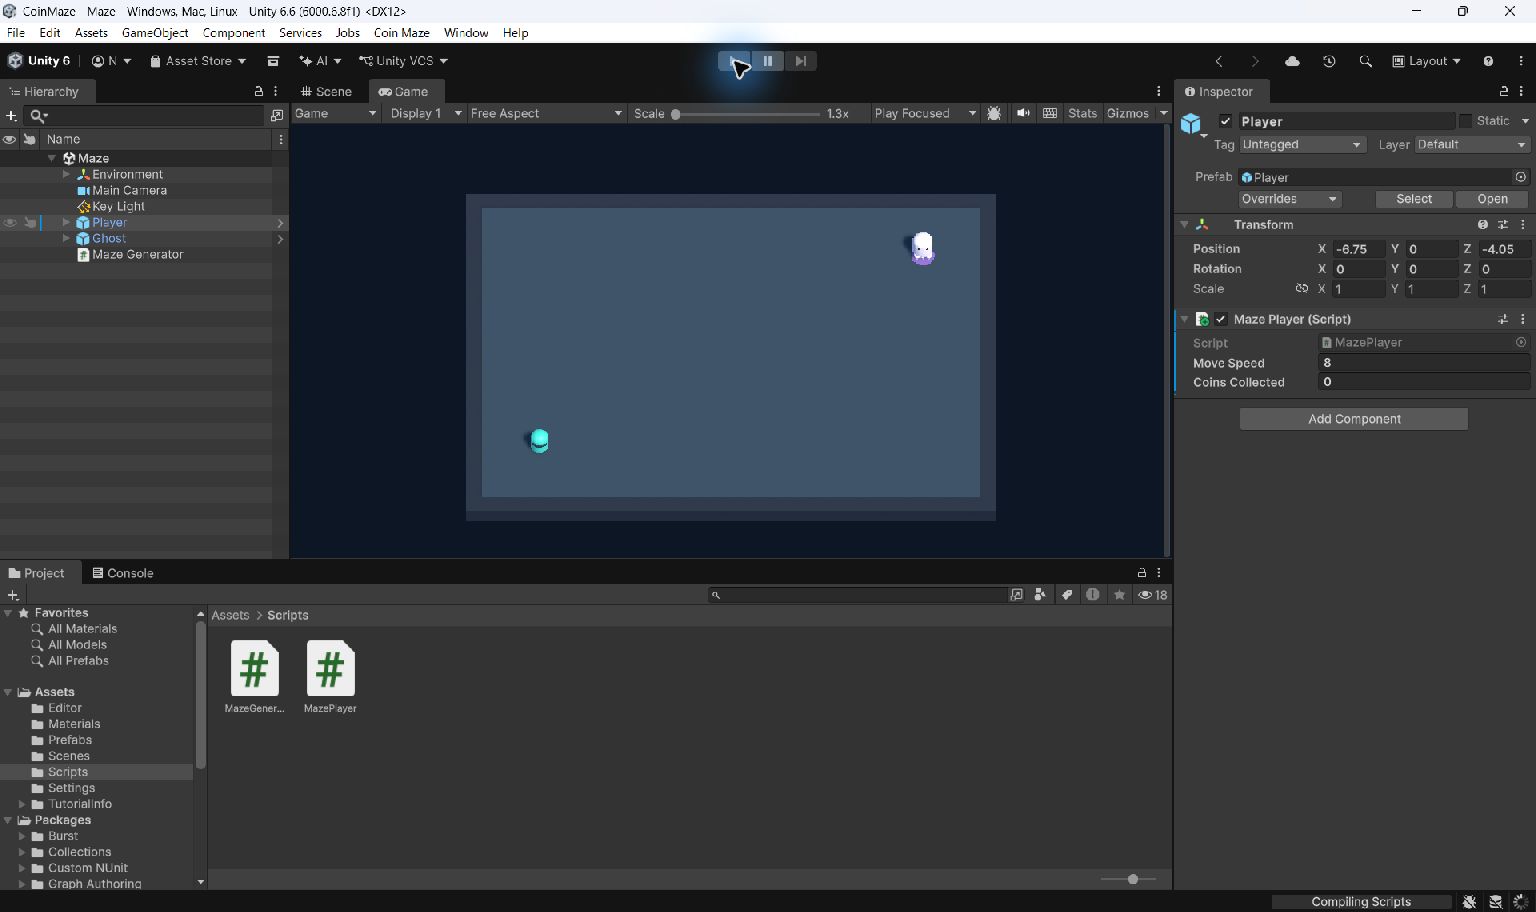 CoinMaze - Maze - Windows, Mac, Linux - Unity 6.6 (6000.6.8f1) <DX12>
File Edit Assets GameObject Component Services Jobs Coin Maze Window Help
Unity 6 N Asset Store AI Unity VCS Layout
Hierarchy
Scene Game
Inspector
Game Display 1 Free Aspect Scale 1.3x Play Focused Stats Gizmos
Name
Maze
Environment
Main Camera
Key Light
Player
Ghost
Maze Generator
Player Static
Tag Untagged Layer Default
Prefab Player
Overrides Select Open
Transform
Position X -6.75 Y 0 Z -4.05
Rotation X 0 Y 0 Z 0
Scale X 1 Y 1 Z 1
Maze Player (Script)
Script MazePlayer
Move Speed 8
Coins Collected 0
Add Component
Project Console
18
Favorites
All Materials
All Models
All Prefabs
Assets
Editor
Materials
Prefabs
Scenes
Scripts
Settings
TutorialInfo
Packages
Burst
Collections
Custom NUnit
Graph Authoring
Assets > Scripts
MazeGener...
MazePlayer
Compiling Scripts